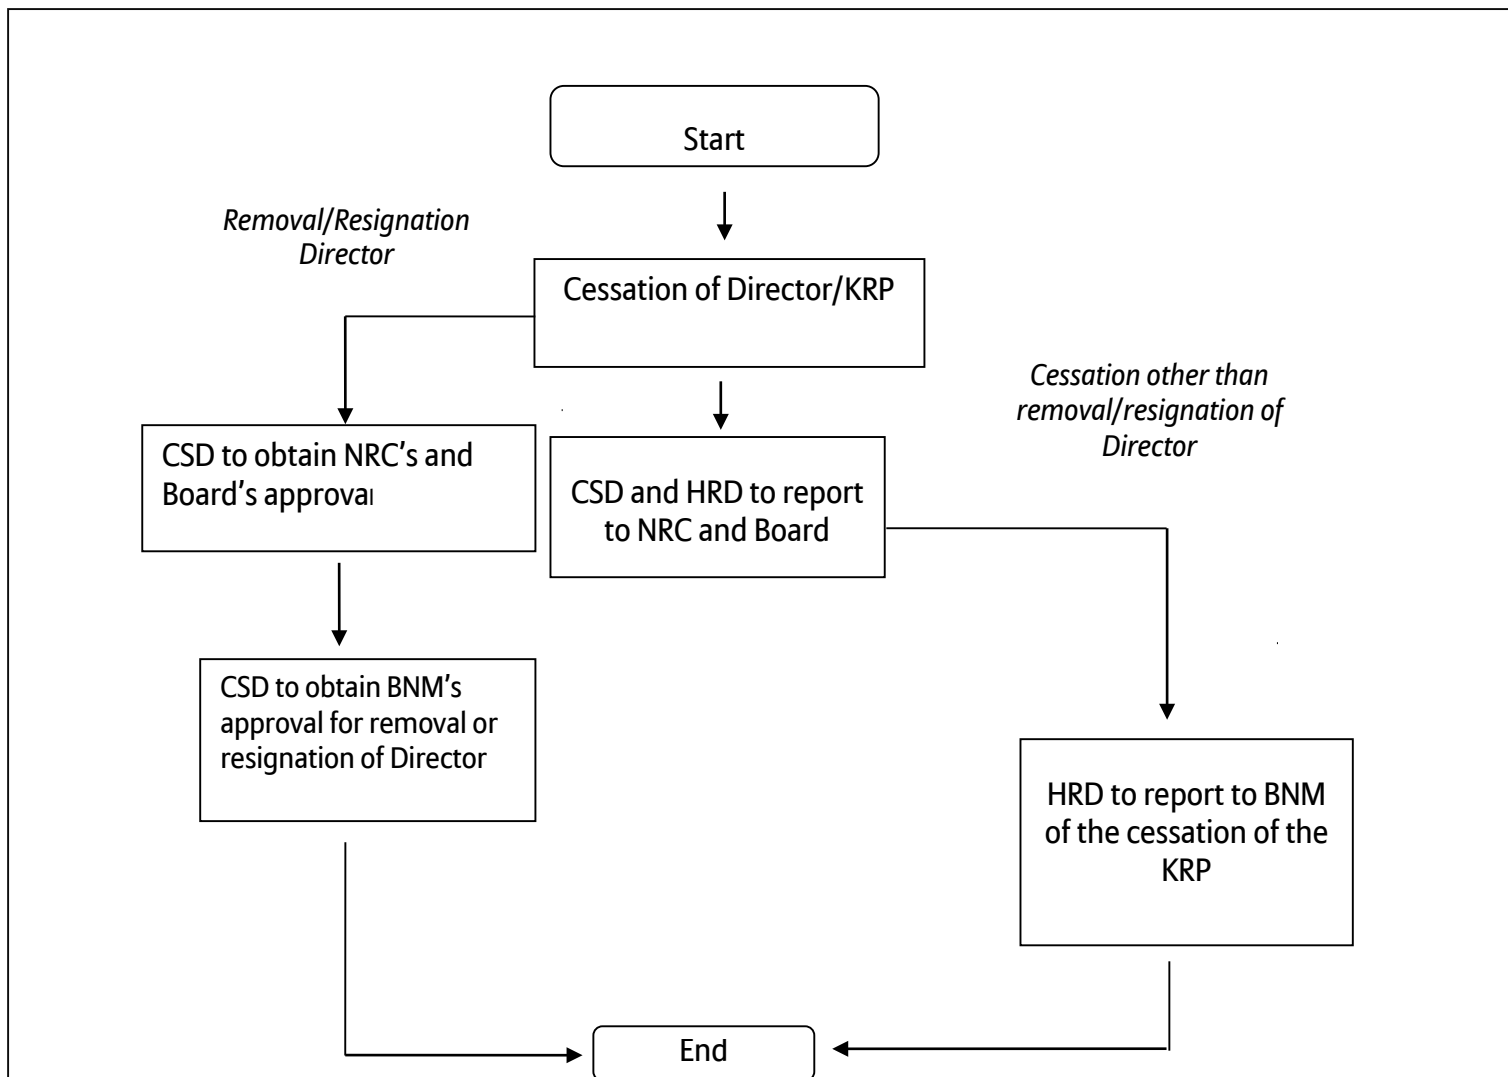 Start
Removal/Resignation
Director
Cessation of Director/KRP
Cessation other than
removal/resignation of
Director
CSD to obtain NRC's and
Board's approval
CSD and HRD to report
to NRC and Board
CSD to obtain BNM's
approval for removal or
resignation of Director
HRD to report to BNM
of the cessation of the
KRP
End